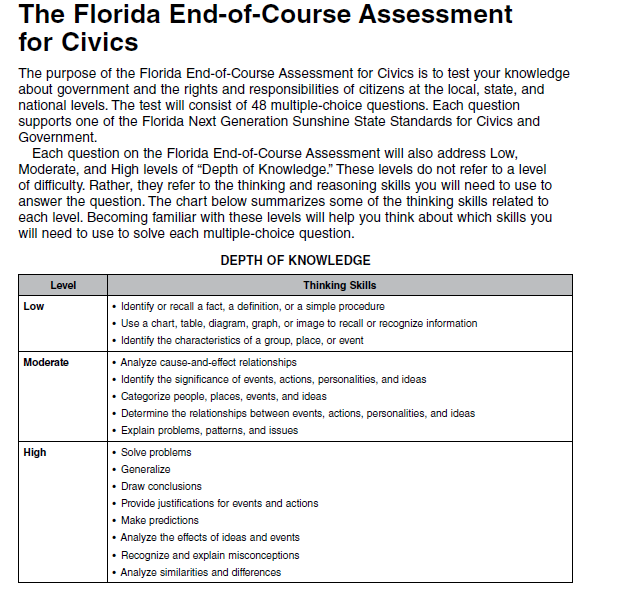 The Florida End-of-Course Assessment
for Civics
The purpose of the Florida End-of-Course Assessment for Civics is to test your knowledge
about government and the rights and responsibilities of citizens at the local, state, and
national levels. The test will consist of 48 multiple-choice questions. Each question
supports one of the Florida Next Generation Sunshine State Standards for Civics and
Government.
Each question on the Florida End-of-Course Assessment will also address Low,
Moderate, and High levels of “Depth of Knowledge.” These levels do not refer to a level
of difficulty. Rather, they refer to the thinking and reasoning skills you will need to use to
answer the question. The chart below summarizes some of the thinking skills related to
each level. Becoming familiar with these levels will help you think about which skills you
will need to use to solve each multiple-choice question.
DEPTH OF KNOWLEDGE
Level Thinking Skills
Low • Identify or recall a fact, a definition, or a simple procedure
• Use a chart, table, diagram, graph, or image to recall or recognize information
• Identify the characteristics of a group, place, or event
Moderate • Analyze cause-and-effect relationships
• Identify the significance of events, actions, personalities, and ideas
• Categorize people, places, events, and ideas
• Determine the relationships between events, actions, personalities, and ideas
• Explain problems, patterns, and issues
High • Solve problems
• Generalize
• Draw conclusions
• Provide justifications for events and actions
• Make predictions
• Analyze the effects of ideas and events
• Recognize and explain misconceptions
• Analyze similarities and differences